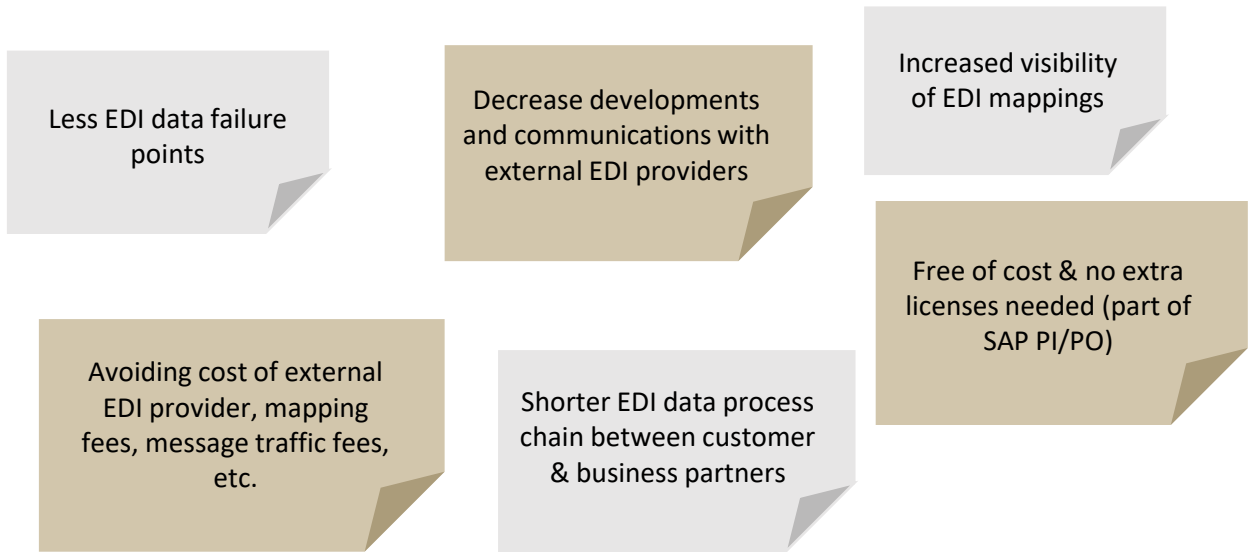 Less EDI data failure
points
Decrease developments
and communications with
external EDI providers
Increased visibility
of EDI mappings
Avoiding cost of external
EDI provider, mapping
fees, message traffic fees,
etc.
Shorter EDI data process
chain between customer
& business partners
Free of cost & no extra
licenses needed (part of
SAP PI/PO)